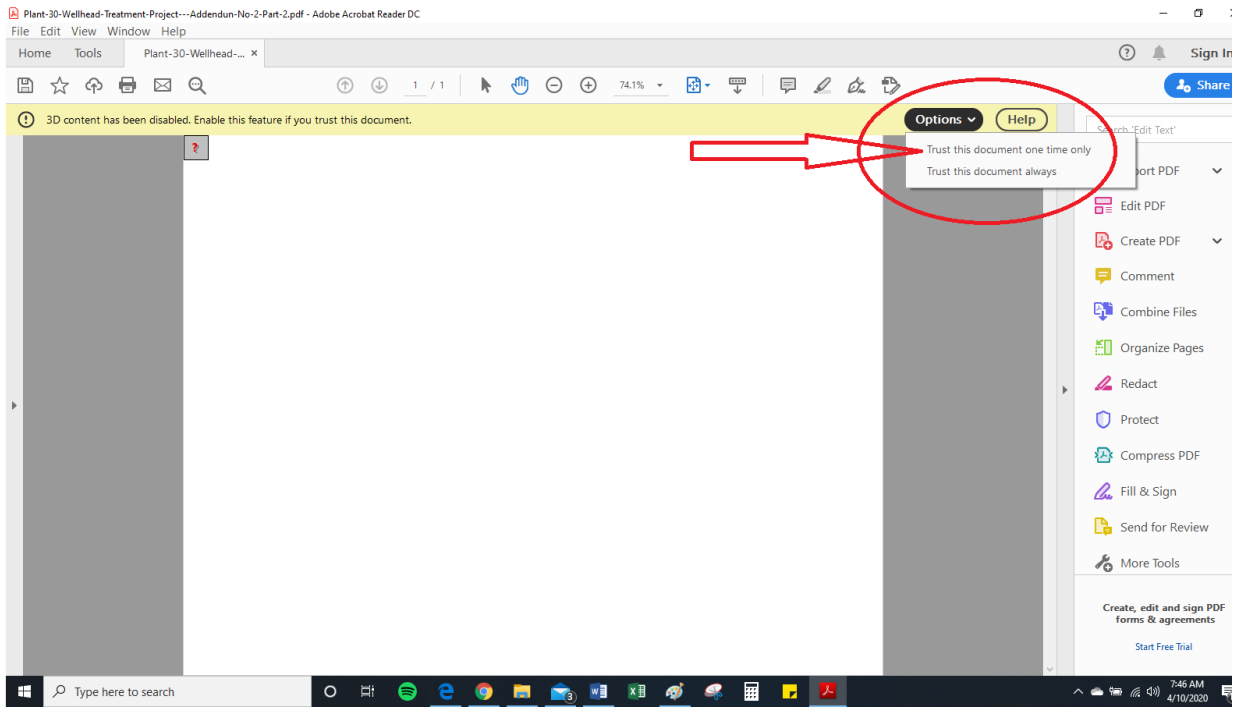 Plant-30-Wellhead-Treatment-Project---Addendun-No-2-Part-2.pdf - Adobe Acrobat Reader DC
File Edit View Window Help
Home Tools Plant-30-Wellhead-... × ? Sign In
1 / 1 74.1% Share
3D content has been disabled. Enable this feature if you trust this document. Options Help
Search 'Edit Text'
?
Trust this document one time only
Trust this document always
port PDF
Edit PDF
Create PDF
Comment
Combine Files
Organize Pages
Redact
Protect
Compress PDF
Fill & Sign
Send for Review
More Tools
Create, edit and sign PDF
forms & agreements
Start Free Trial
Type here to search
7:46 AM
4/10/2020